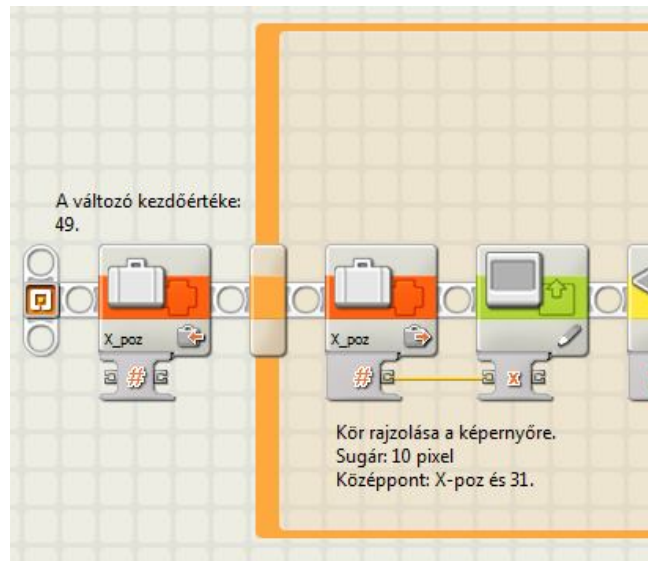 A változó kezdőértéke:
49.
X_poz
X_poz
#
#
x
Kör rajzolása a képernyőre.
Sugár: 10 pixel
Középpont: X-poz és 31.